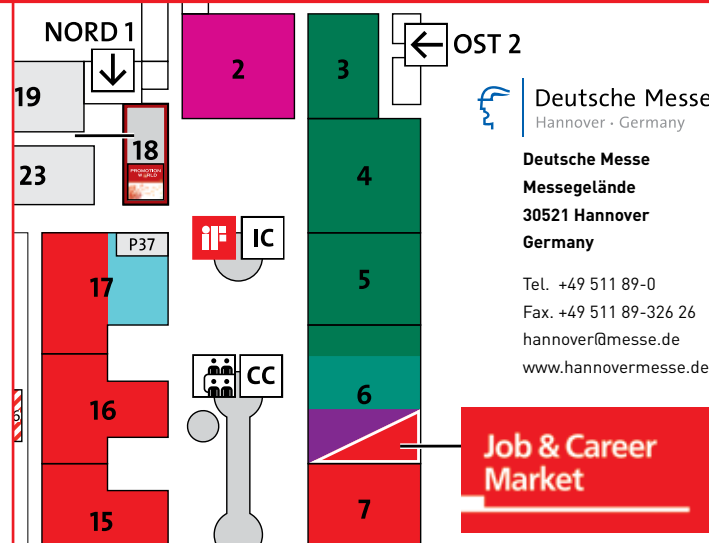 NORD 1
OST 2
2
3
19
18
PROMOTION
WORLD
23
4
Deutsche Messe
Hannover · Germany
Deutsche Messe
Messegelände
30521 Hannover
Germany
Tel. +49 511 89-0
Fax. +49 511 89-326 26
hannover@messe.de
www.hannovermesse.de
iF
IC
P37
17
5
CC
16
6
Job & Career
Market
15
7